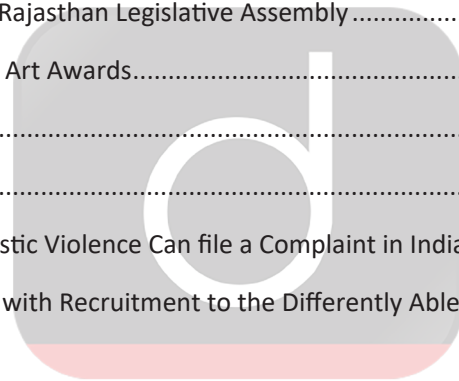 Rajasthan Legislative Assembly ................
Art Awards.................................................
................................................................
................................................................
stic Violence Can file a Complaint in India
with Recruitment to the Differently Able